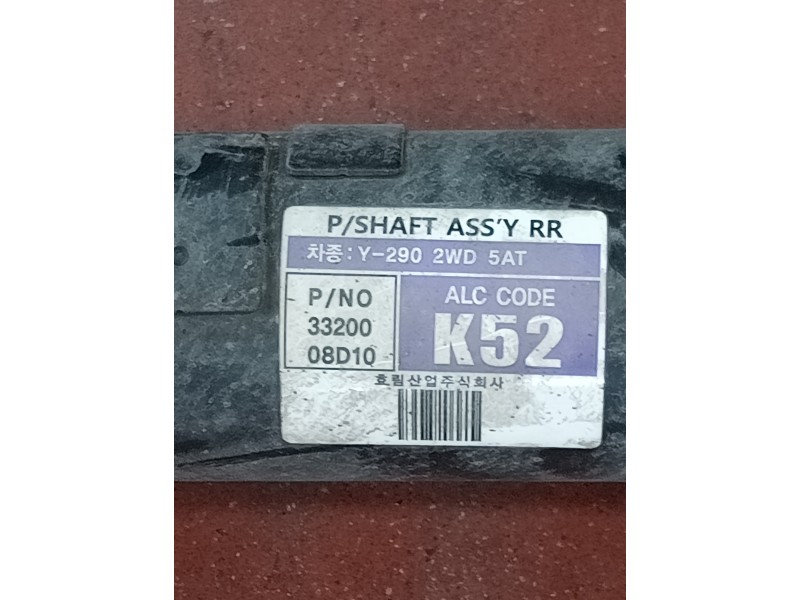 P/SHAFT ASS'Y RR
차종: Y-290 2WD 5AT
P/NO
33200
08D10
ALC CODE
K52
효림산업주식회사